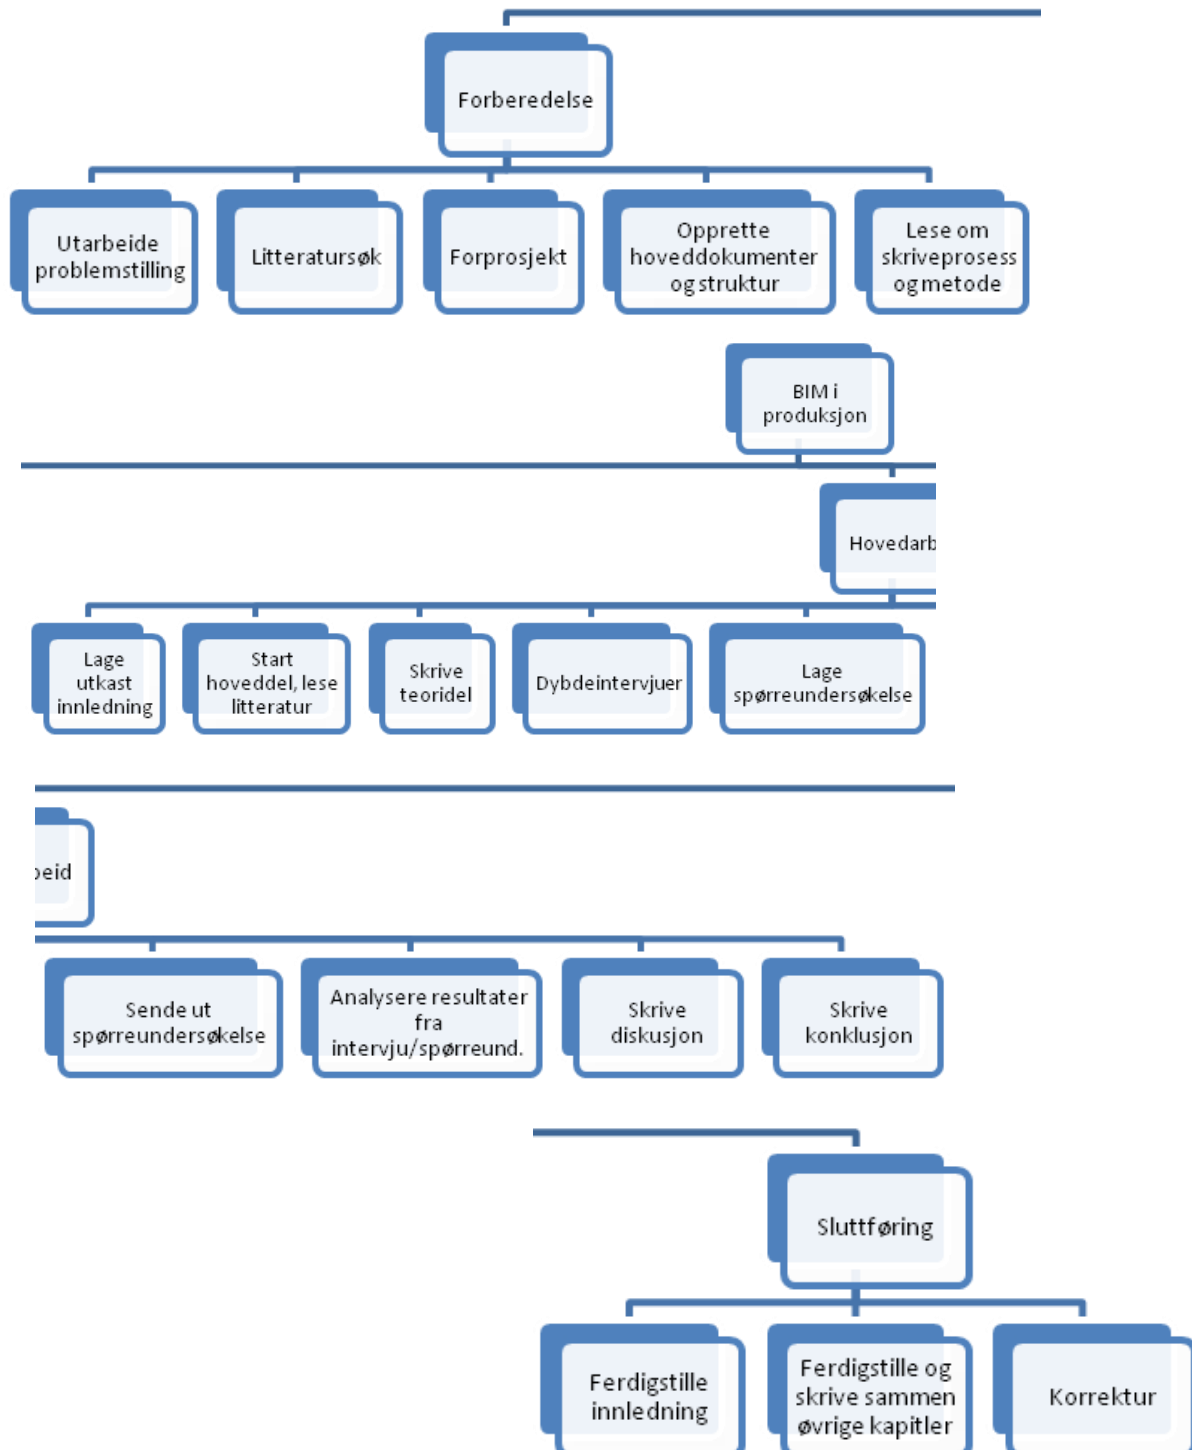 Forberedelse
Utarbeide
problemstilling
Litteratursøk
Forprosjekt
Opprette
hoveddokumenter
og struktur
Lese om
skriveprosess
og metode
BIM i
produksjon
Hovedarb
Lage
utkast
innledning
Start
hoveddel, lese
litteratur
Skrive
teoridel
Dybdeintervjuer
Lage
spørreundersøkelse
beid
Sende ut
spørreundersøkelse
Analysere resultater
fra
intervju/spørreund.
Skrive
diskusjon
Skrive
konklusjon
Sluttføring
Ferdigstille
innledning
Ferdigstille og
skrive sammen
øvrige kapitler
Korrektur